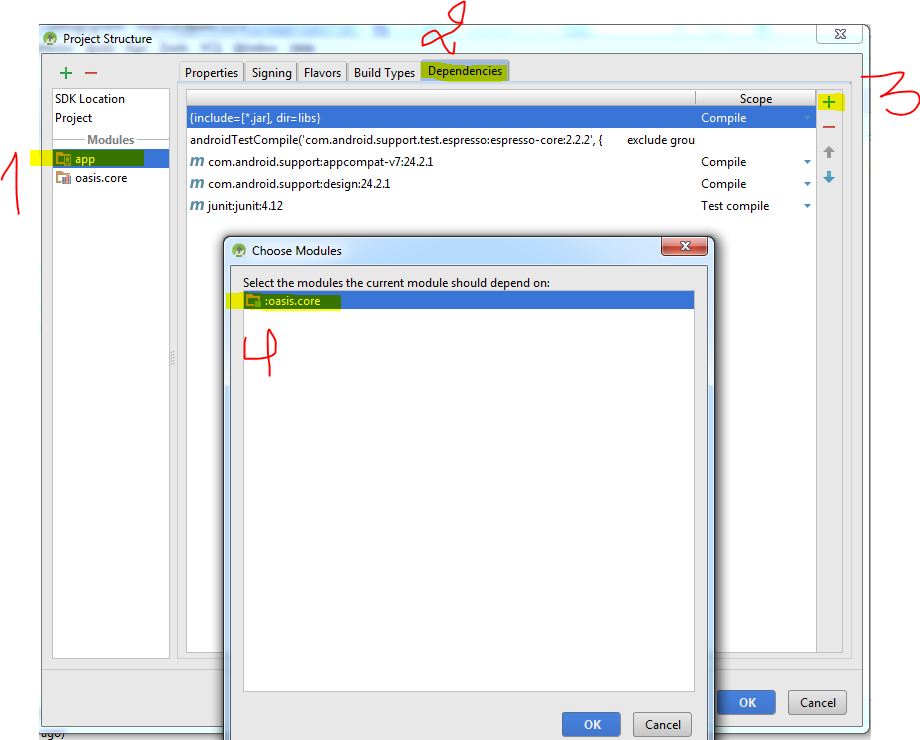 2
Project Structure
3
Properties Signing Flavors Build Types Dependencies
SDK Location
Project
Modules
1
app
oasis.core
Scope
{include=[*.jar], dir=libs} Compile
androidTestCompile('com.android.support.test.espresso:espresso-core:2.2.2', { exclude grou
m com.android.support:appcompat-v7:24.2.1 Compile
m com.android.support:design:24.2.1 Compile
m junit:junit:4.12 Test compile
Choose Modules
Select the modules the current module should depend on:
:oasis.core
4
OK Cancel
OK Cancel
ago)